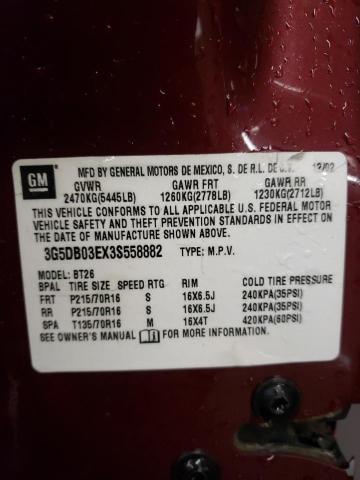 GM
MFD BY GENERAL MOTORS DE MEXICO, S. DE R.L. DE C.V. 12/02
GVWR GAWR FRT GAWR RR
2470KG(5445LB) 1260KG(2778LB) 1230KG(2712LB)
THIS VEHICLE CONFORMS TO ALL APPLICABLE U.S. FEDERAL MOTOR
VEHICLE SAFETY AND THEFT PREVENTION STANDARDS IN EFFECT
ON THE DATE OF MANUFACTURE SHOWN ABOVE.
3G5DB03EX3S558882 TYPE: M.P.V.
MODEL: BT26
BPAL TIRE SIZE SPEED RTG RIM COLD TIRE PRESSURE
FRT P215/70R16 S 16X6.5J 240KPA(35PSI)
RR P215/70R16 S 16X6.5J 240KPA(35PSI)
SPA T135/70R16 M 16X4T 420KPA(60PSI)
SEE OWNER'S MANUAL FOR MORE INFORMATION.